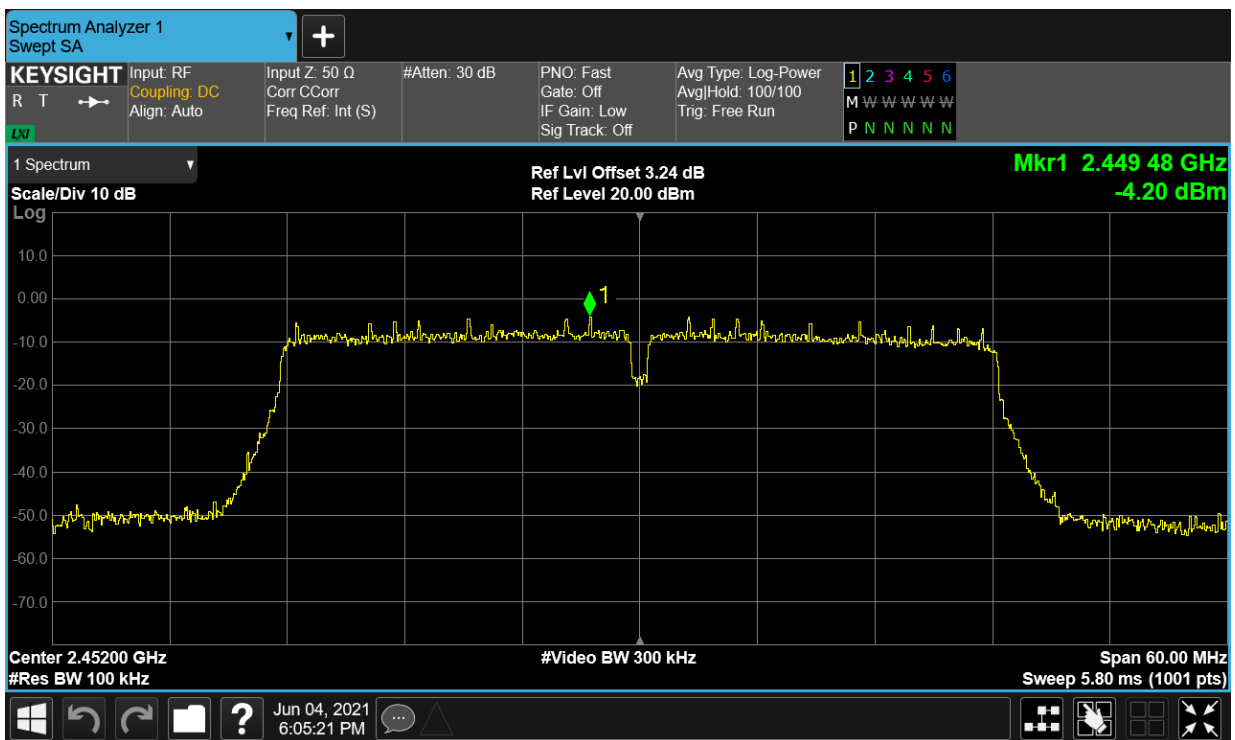 Spectrum Analyzer 1
Swept SA
+
KEYSIGHT
R T
LXI
Input: RF
Coupling: DC
Align: Auto
Input Z: 50 Ω
Corr CCorr
Freq Ref: Int (S)
#Atten: 30 dB
PNO: Fast
Gate: Off
IF Gain: Low
Sig Track: Off
Avg Type: Log-Power
Avg|Hold: 100/100
Trig: Free Run
1 2 3 4 5 6
M W W W W W
P N N N N N
1 Spectrum
Scale/Div 10 dB
Ref Lvl Offset 3.24 dB
Ref Level 20.00 dBm
Mkr1 2.449 48 GHz
-4.20 dBm
Log
10.0
0.00
-10.0
-20.0
-30.0
-40.0
-50.0
-60.0
-70.0
1
Center 2.45200 GHz
#Res BW 100 kHz
#Video BW 300 kHz
Span 60.00 MHz
Sweep 5.80 ms (1001 pts)
?
Jun 04, 2021
6:05:21 PM